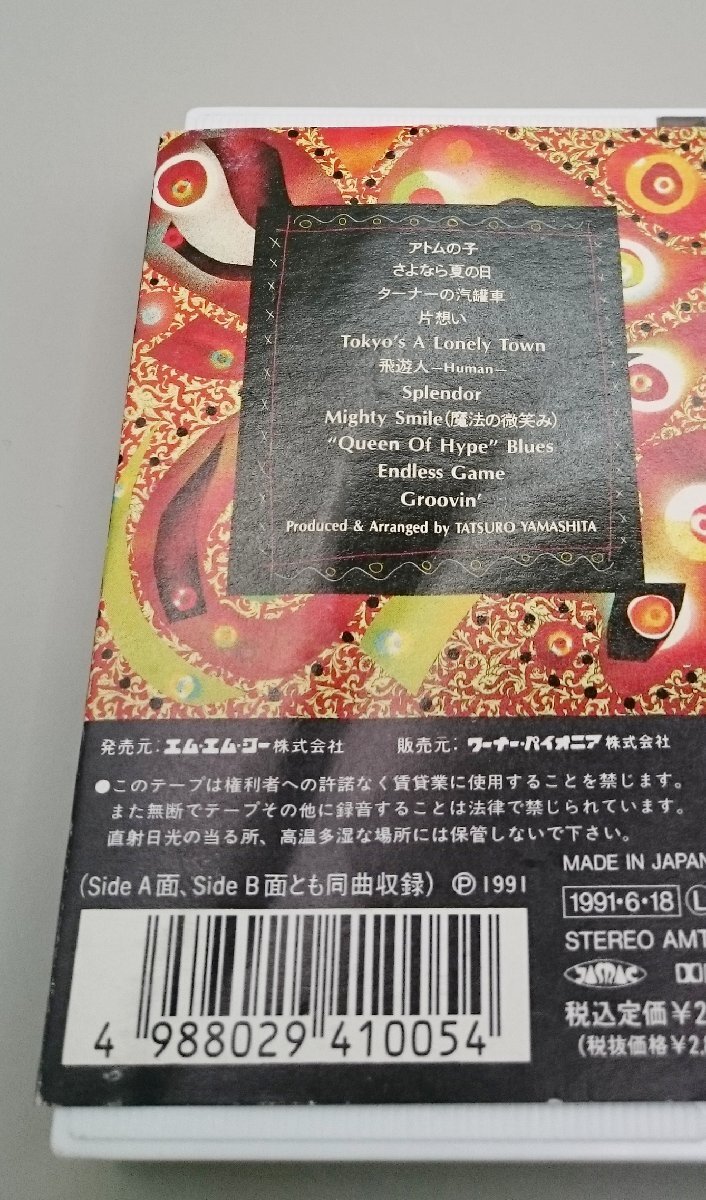 アトムの子
さよなら夏の日
ターナーの汽罐車
片想い
Tokyo's A Lonely Town
飛遊人—Human—
Splendor
Mighty Smile(魔法の微笑み)
"Queen Of Hype" Blues
Endless Game
Groovin'
Produced & Arranged by TATSURO YAMASHITA
発売元:エム・エム・ジー株式会社 販売元:ワーナー・パイオニア株式会社
●このテープは権利者への許諾なく賃貸業に使用することを禁じます。
また無断でテープその他に録音することは法律で禁じられています。
直射日光の当る所、高温多湿な場所には保管しないで下さい。
MADE IN JAPAN
(Side A面、Side B面とも同曲収録) Ⓟ1991
1991・6・18 Ⓛ
STEREO AMT
JASRAC
税込定価¥2
(税抜価格¥2,
4 988029 410054